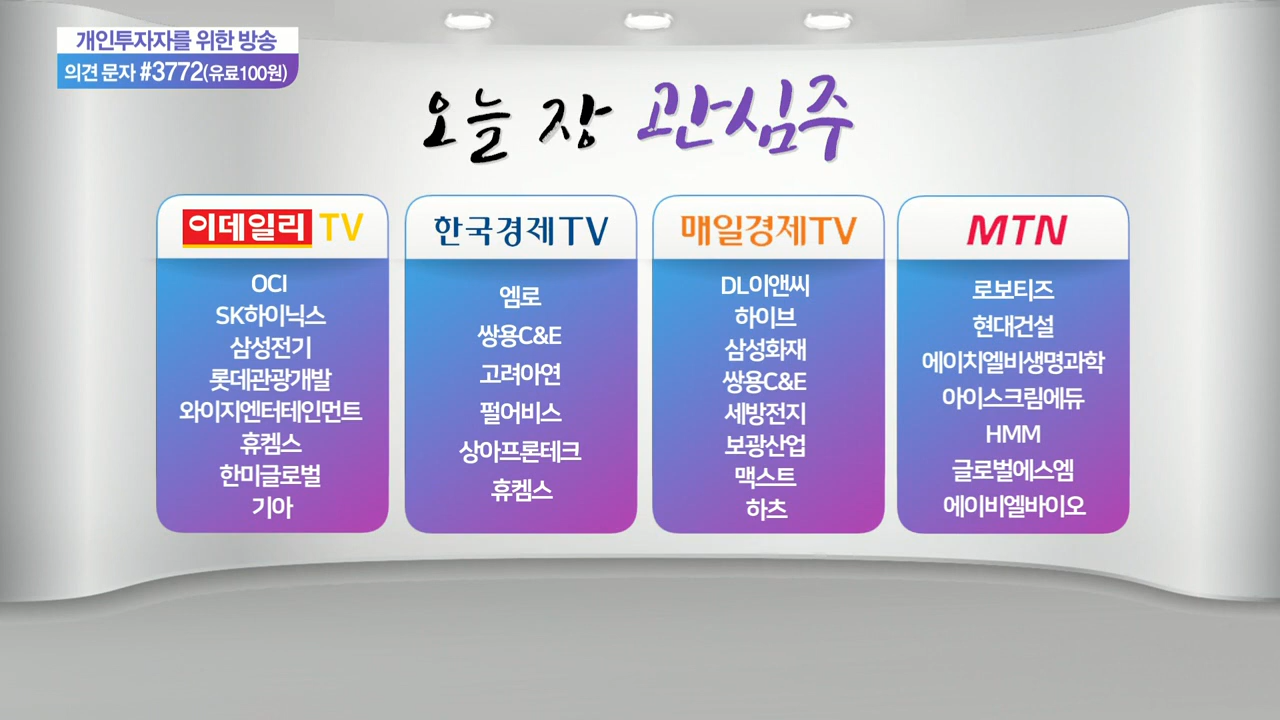 개인투자자를 위한 방송
의견 문자 #3772(유료100원)
오늘 장 관심주
이데일리 TV
OCI
SK하이닉스
삼성전기
롯데관광개발
와이지엔터테인먼트
휴켐스
한미글로벌
기아
한국경제TV
엠로
쌍용C&E
고려아연
펄어비스
상아프론테크
휴켐스
매일경제TV
DL이앤씨
하이브
삼성화재
쌍용C&E
세방전지
보광산업
맥스트
하츠
MTN
로보티즈
현대건설
에이치엘비생명과학
아이스크림에듀
HMM
글로벌에스엠
에이비엘바이오